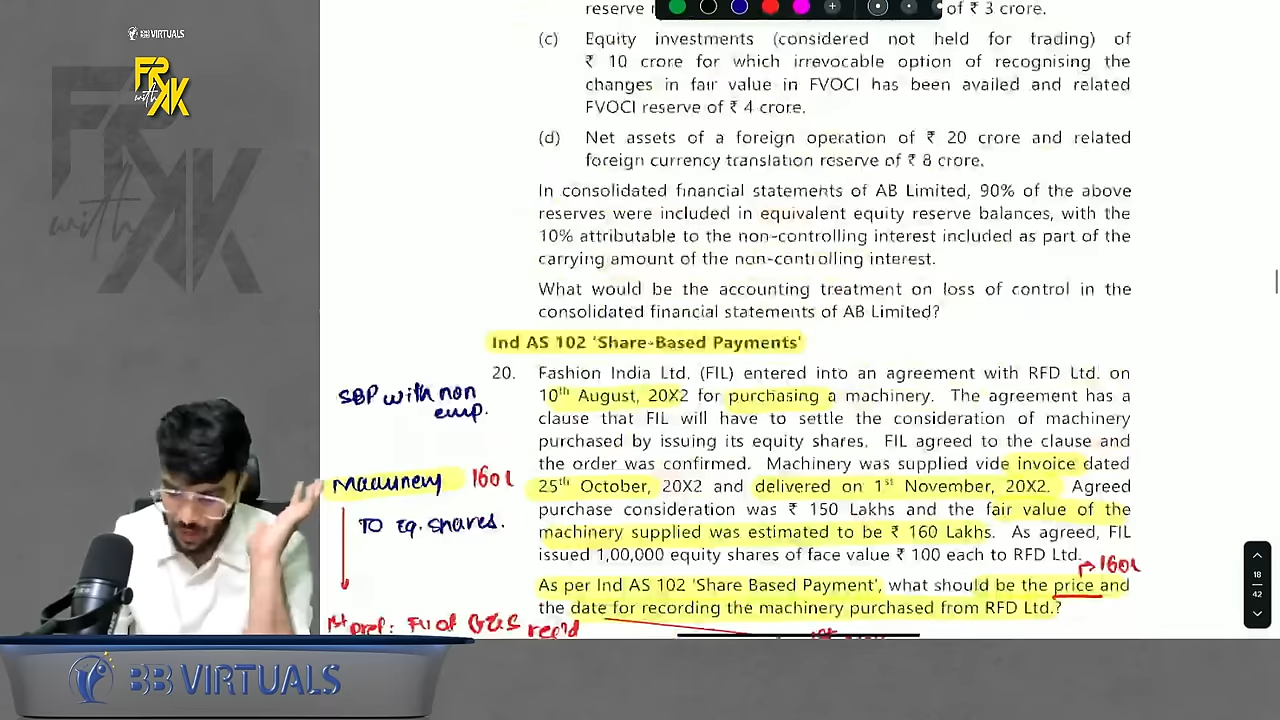 reserve
of ₹ 3 crore.
BB VIRTUALS
FR
with
AK
(c) Equity investments (considered not held for trading) of
₹ 10 crore for which irrevocable option of recognising the
changes in fair value in FVOCI has been availed and related
FVOCI reserve of ₹ 4 crore.
(d) Net assets of a foreign operation of ₹ 20 crore and related
foreign currency translation reserve of ₹ 8 crore.
In consolidated financial statements of AB Limited, 90% of the above
reserves were included in equivalent equity reserve balances, with the
10% attributable to the non-controlling interest included as part of the
carrying amount of the non-controlling interest.
What would be the accounting treatment on loss of control in the
consolidated financial statements of AB Limited?
Ind AS 102 'Share-Based Payments'
20. Fashion India Ltd. (FIL) entered into an agreement with RFD Ltd. on
10th August, 20X2 for purchasing a machinery. The agreement has a
clause that FIL will have to settle the consideration of machinery
purchased by issuing its equity shares. FIL agreed to the clause and
the order was confirmed. Machinery was supplied vide invoice dated
25th October, 20X2 and delivered on 1st November, 20X2. Agreed
purchase consideration was ₹ 150 Lakhs and the fair value of the
machinery supplied was estimated to be ₹ 160 Lakhs. As agreed, FIL
issued 1,00,000 equity shares of face value ₹ 100 each to RFD Ltd.
As per Ind AS 102 'Share Based Payment', what should be the price and
the date for recording the machinery purchased from RFD Ltd.?
SBP with non
emp.
Machinery 160L
TO Eq. shares.
160L
1st pref: FV of G&S rec'd
18
42
BB VIRTUALS